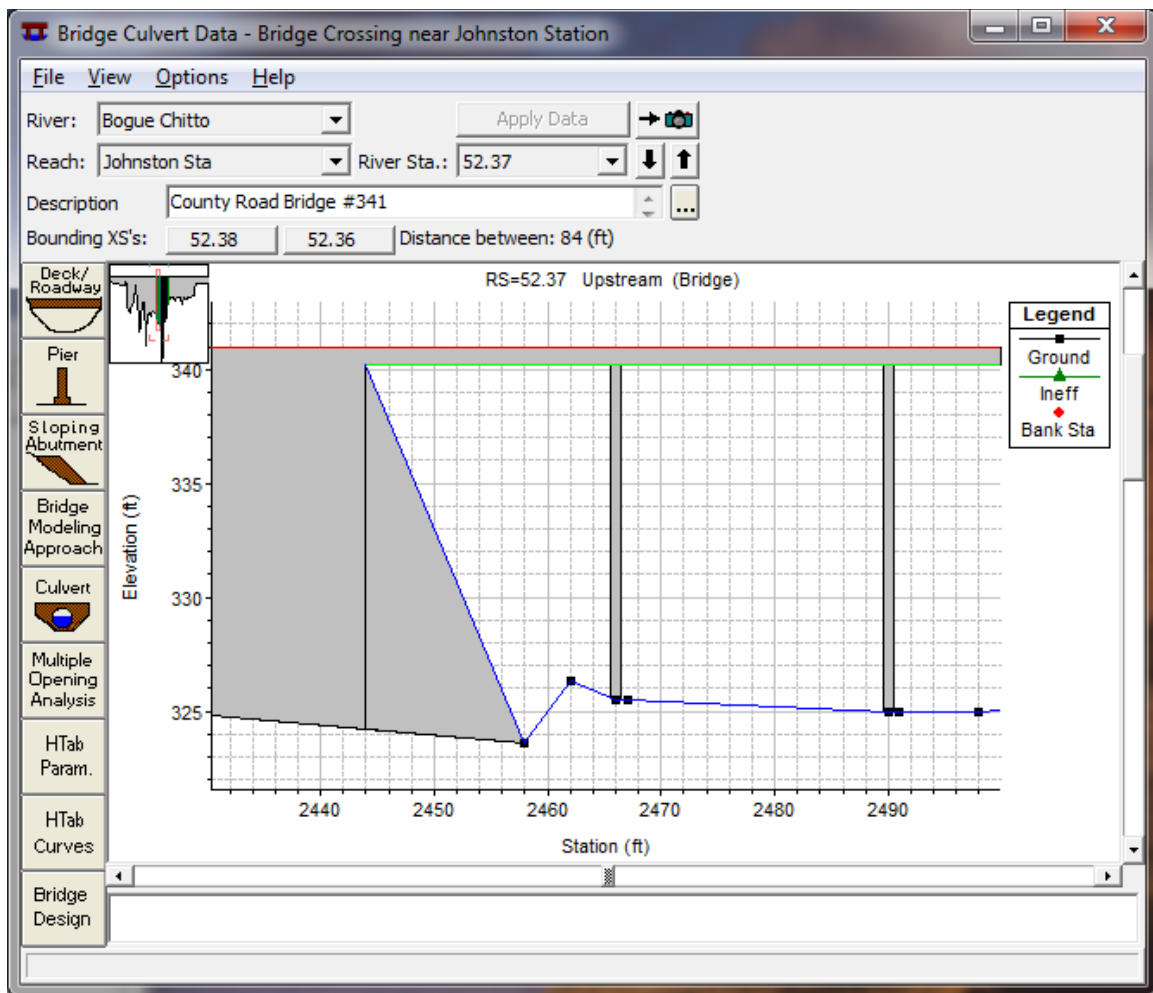 Bridge Culvert Data - Bridge Crossing near Johnston Station
File View Options Help
River: Bogue Chitto Apply Data
Reach: Johnston Sta River Sta.: 52.37
Description County Road Bridge #341 ...
Bounding XS's: 52.38 52.36 Distance between: 84 (ft)
Deck/
Roadway
Pier
Sloping
Abutment
Bridge
Modeling
Approach
Culvert
Multiple
Opening
Analysis
HTab
Param.
HTab
Curves
Bridge
Design
RS=52.37 Upstream (Bridge)
Legend
Ground
Ineff
Bank Sta
340
335
330
325
Elevation (ft)
2440 2450 2460 2470 2480 2490
Station (ft)